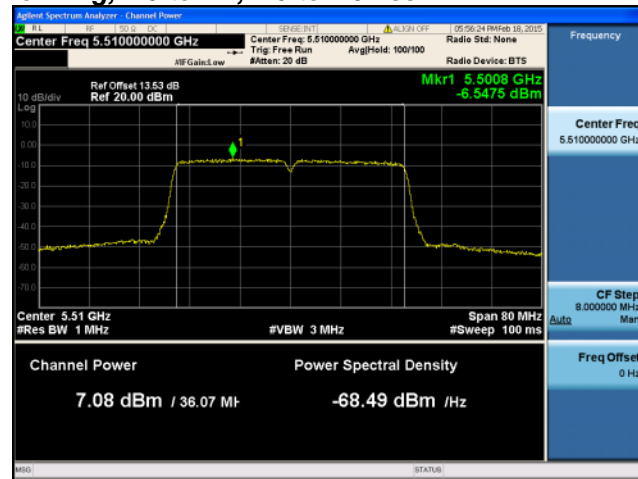 Agilent Spectrum Analyzer - Channel Power
RL RF 50 Ω DC SENSE:INT ALIGN OFF 05:56:24 PM Feb 18, 2015
Center Freq 5.510000000 GHz
Center Freq: 5.510000000 GHz
Radio Std: None
Trig: Free Run Avg|Hold: 100/100
#IFGain:Low #Atten: 20 dB Radio Device: BTS
Frequency
Ref Offset 13.53 dB
10 dB/div Ref 20.00 dBm
Mkr1 5.5008 GHz
-6.5475 dBm
Log
10.0
0.00
-10.0
-20.0
-30.0
-40.0
-50.0
-60.0
-70.0
1
Center Freq
5.510000000 GHz
Center 5.51 GHz Span 80 MHz
#Res BW 1 MHz #VBW 3 MHz #Sweep 100 ms
CF Step
8.000000 MHz
Auto Man
Channel Power Power Spectral Density
7.08 dBm / 36.07 MH -68.49 dBm /Hz
Freq Offset
0 Hz
MSG STATUS